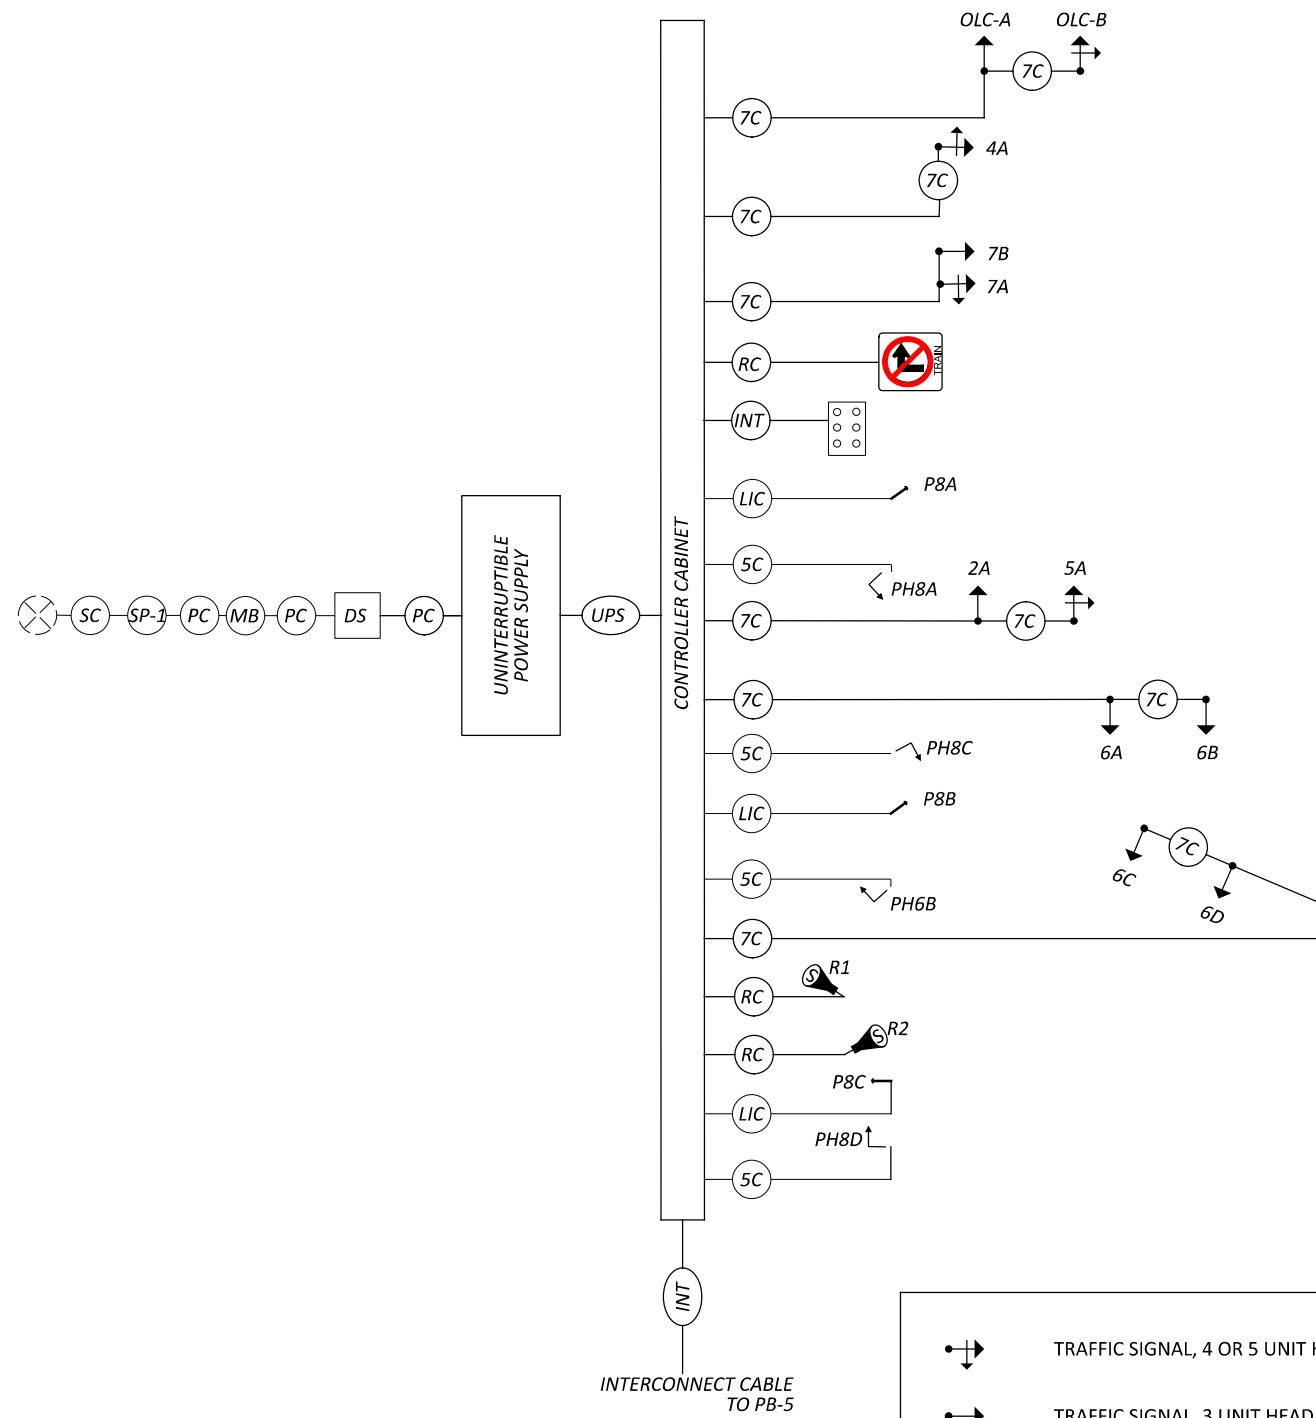 OLC-A OLC-B
7C
7C
4A
7C
7C
7B
7A
7C
RC
TRAIN
INT
LIC
P8A
5C
PH8A
2A 5A
7C
7C
SC SP-1 PC MB PC DS PC
UNINTERRUPTIBLE
POWER SUPPLY
UPS
CONTROLLER CABINET
7C
7C
6A 6B
5C
PH8C
LIC
P8B
7C
6C
6D
5C
PH6B
7C
RC
R1
RC
R2
P8C
LIC
PH8D
5C
INT
INTERCONNECT CABLE
TO PB-5
TRAFFIC SIGNAL, 4 OR 5 UNIT
TRAFFIC SIGNAL, 3 UNIT HEAD
S
S